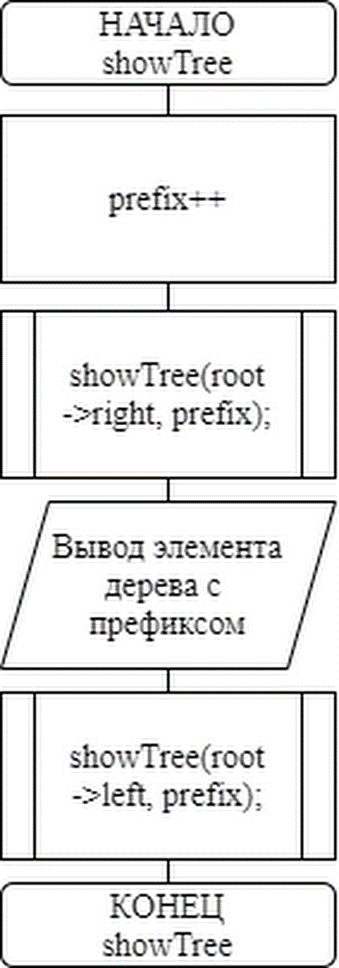 НАЧАЛО
showTree
prefix++
showTree(root
->right, prefix);
Вывод элемента
дерева с
префиксом
showTree(root
->left, prefix);
КОНЕЦ
showTree